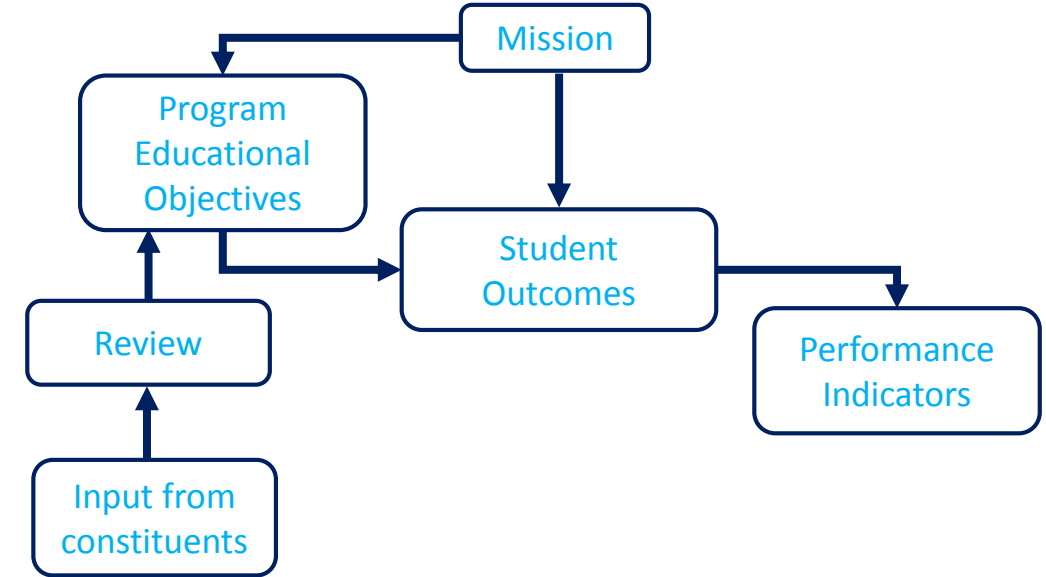 Mission
Program
Educational
Objectives
Student
Outcomes
Review
Performance
Indicators
Input from
constituents